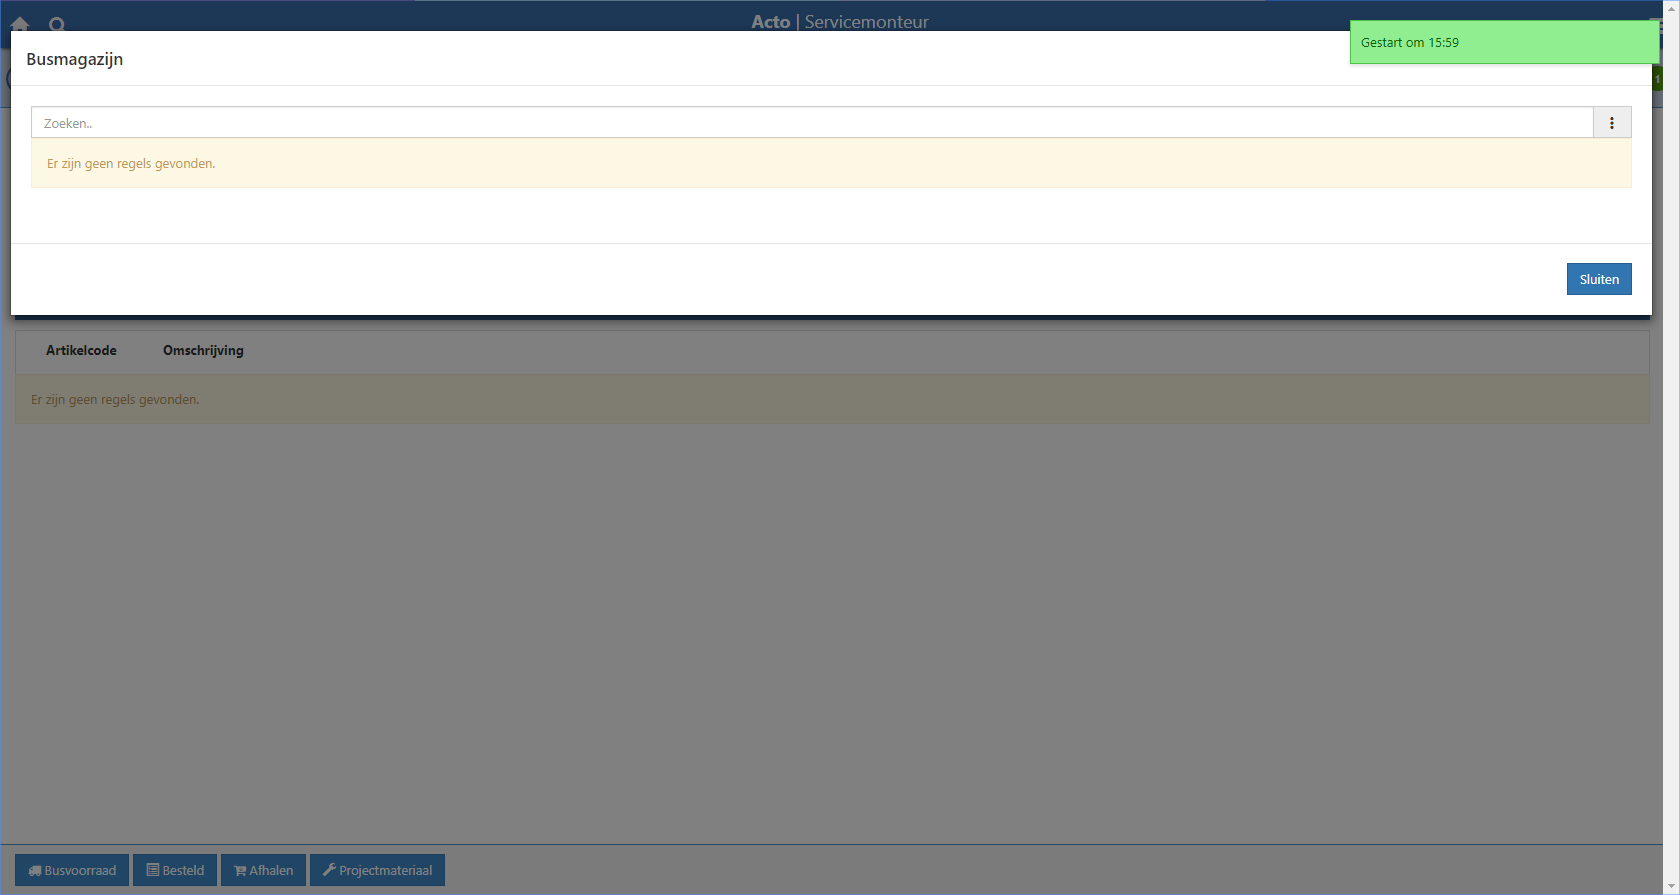 Acto | Servicemonteur
Gestart om 15:59
Busmagazijn
1
Zoeken..
Er zijn geen regels gevonden.
Sluiten
Artikelcode Omschrijving
Er zijn geen regels gevonden.
Busvoorraad Besteld Afhalen Projectmateriaal